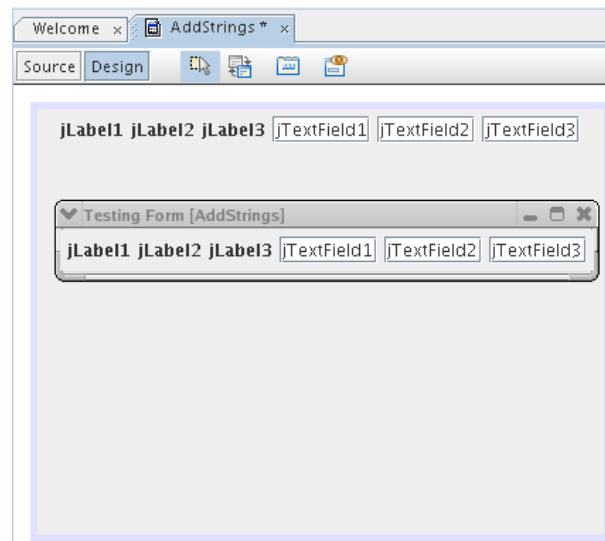 Welcome x AddStrings * x
Source Design
jLabel1 jLabel2 jLabel3 jTextField1 jTextField2 jTextField3
Testing Form [AddStrings]
jLabel1 jLabel2 jLabel3 jTextField1 jTextField2 jTextField3